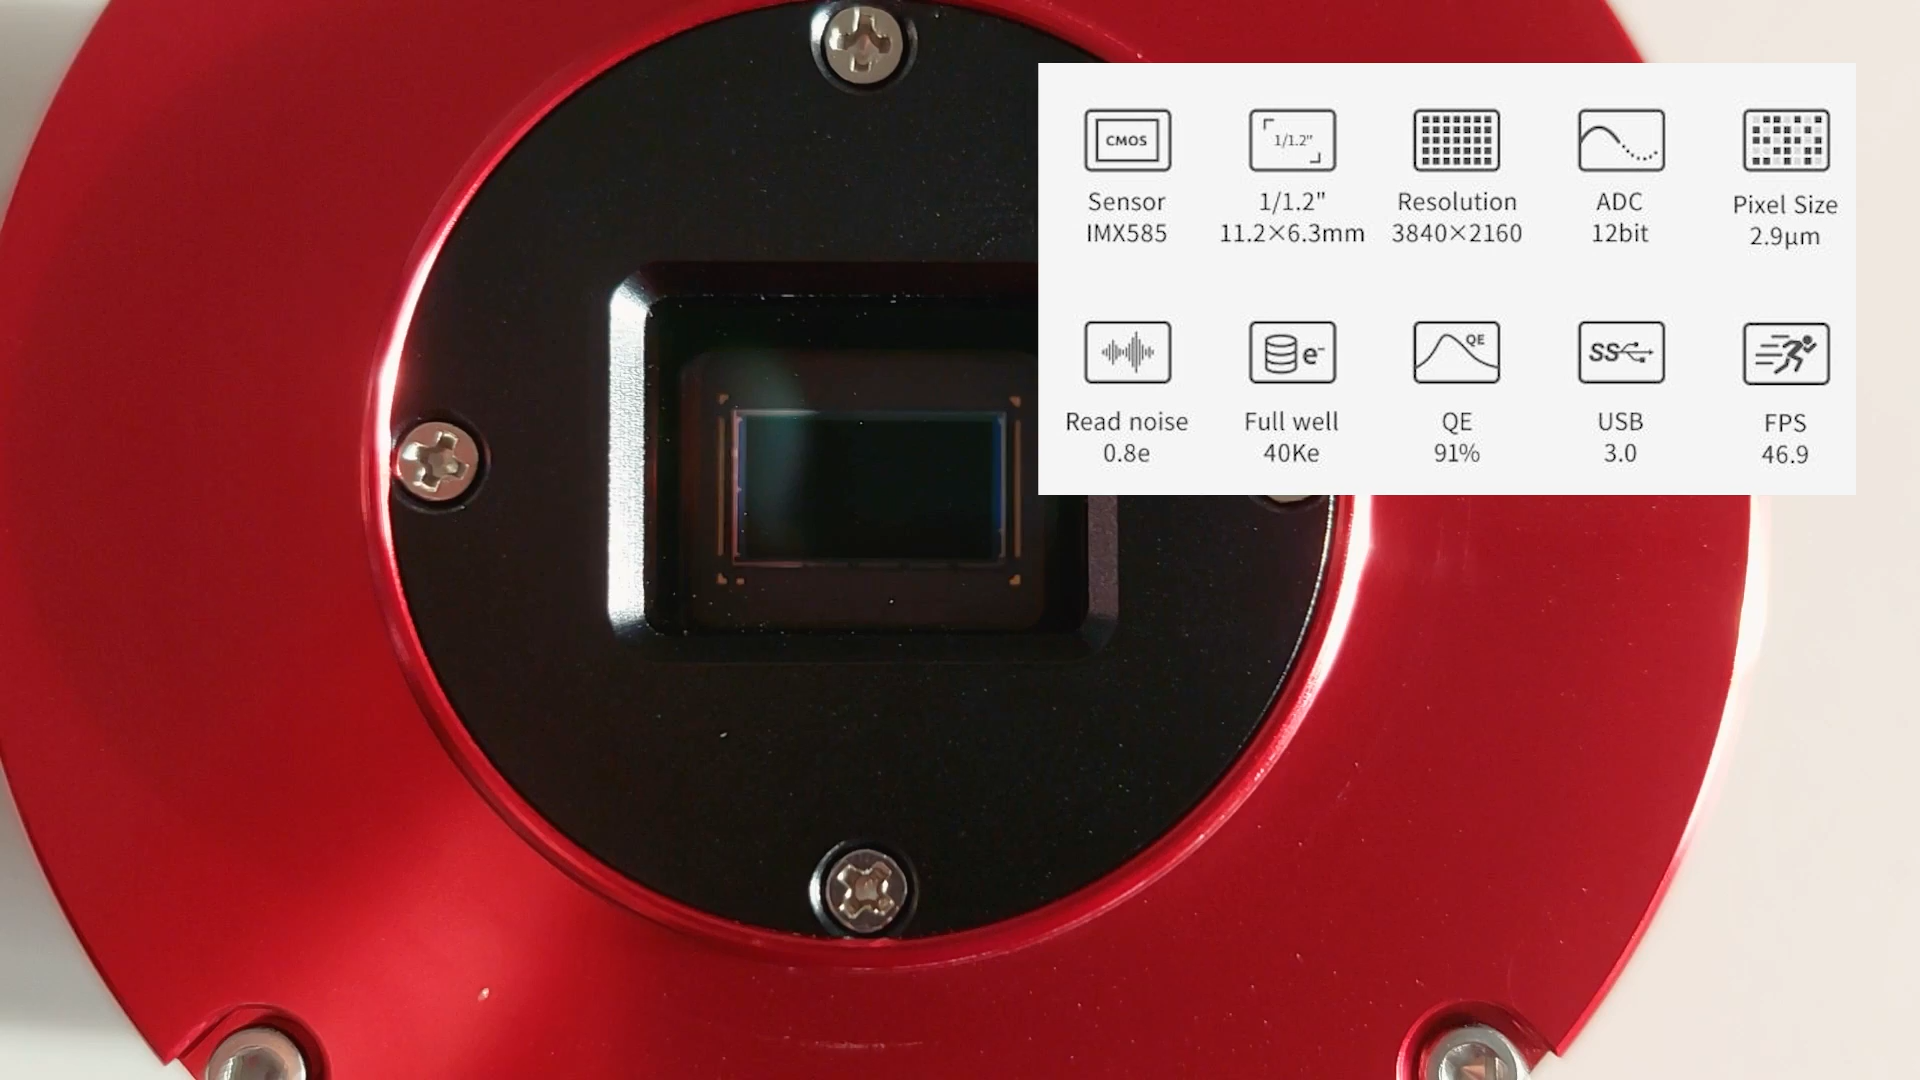 CMOS
1/1.2"
Sensor
IMX585
1/1.2"
11.2×6.3mm
Resolution
3840×2160
ADC
12bit
Pixel Size
2.9μm
e⁻
QE
SS
Read noise
0.8e
Full well
40Ke
QE
91%
USB
3.0
FPS
46.9